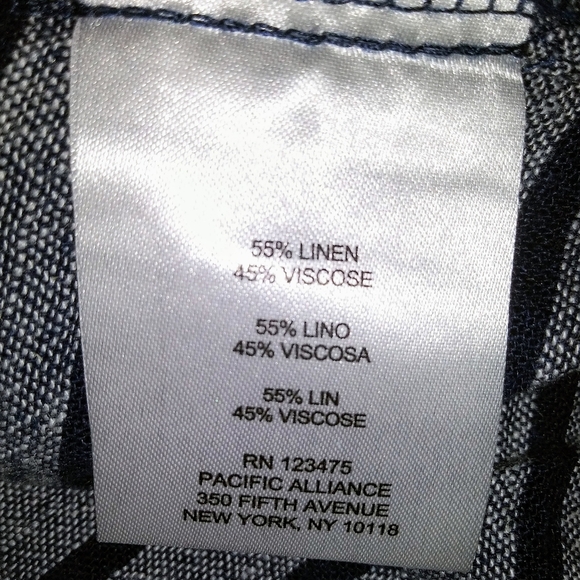 55% LINEN
45% VISCOSE
55% LINO
45% VISCOSA
55% LIN
45% VISCOSE
RN 123475
PACIFIC ALLIANCE
350 FIFTH AVENUE
NEW YORK, NY 10118